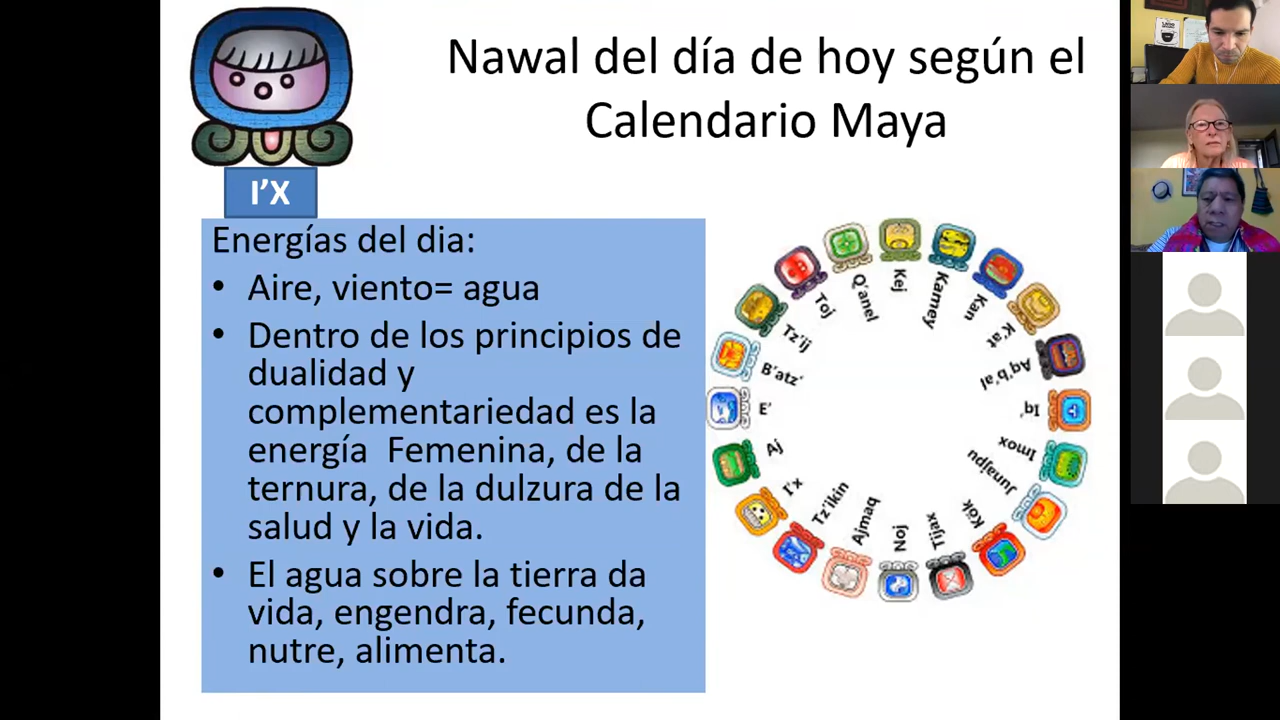 Nawal del día de hoy según el
Calendario Maya
I'X
Energías del dia:
• Aire, viento= agua
• Dentro de los principios de
dualidad y
complementariedad es la
energía Femenina, de la
ternura, de la dulzura de la
salud y la vida.
• El agua sobre la tierra da
vida, engendra, fecunda,
nutre, alimenta.
Kej
Kamey
Kan
K'at
Aq'b'al
Iq'
Imox
Junajpu
Kok
Tijax
Noj
Ajmaq
Tz'ikin
I'x
Aj
E'
B'atz'
Tz'ij
Toj
Q'anel